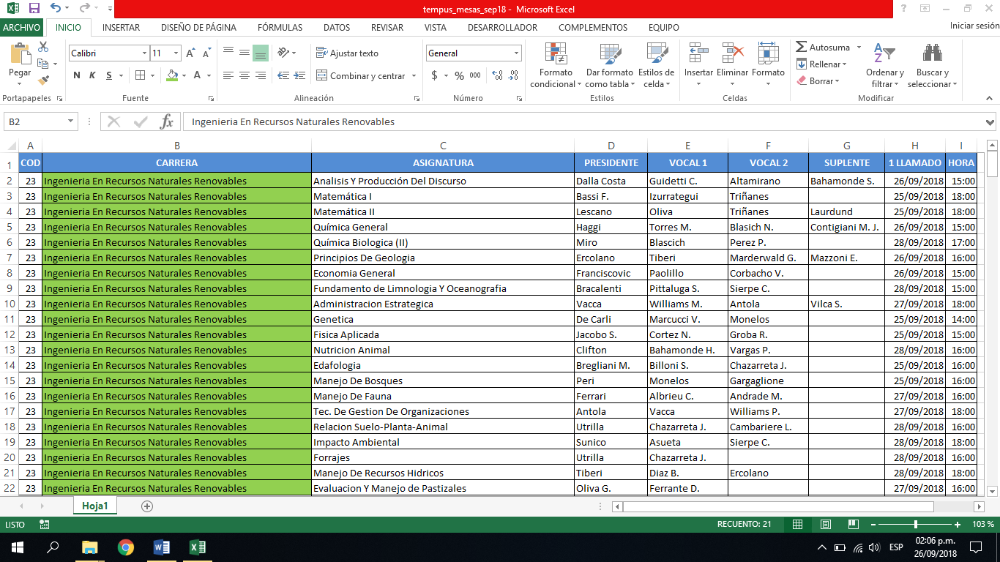 tempus_mesas_sep18 - Microsoft Excel
ARCHIVO INICIO INSERTAR DISEÑO DE PÁGINA FÓRMULAS DATOS REVISAR VISTA DESARROLLADOR COMPLEMENTOS EQUIPO Iniciar sesión
Calibri 11 Ajustar texto General Autosuma
Pegar N K S Combinar y centrar $ % 000 Formato condicional Dar formato como tabla Estilos de celda Insertar Eliminar Formato Rellenar Borrar Ordenar y filtrar Buscar y seleccionar
Portapapeles Fuente Alineación Número Estilos Celdas Modificar
B2 fx Ingenieria En Recursos Naturales Renovables
A B C D E F G H I
1 COD CARRERA ASIGNATURA PRESIDENTE VOCAL 1 VOCAL 2 SUPLENTE 1 LLAMADO HORA
2 23 Ingenieria En Recursos Naturales Renovables Analisis Y Producción Del Discurso Dalla Costa Guidetti C. Altamirano Bahamonde S. 26/09/2018 15:00
3 23 Ingenieria En Recursos Naturales Renovables Matemática I Bassi F. Izurrategui Triñanes 25/09/2018 18:00
4 23 Ingenieria En Recursos Naturales Renovables Matemática II Lescano Oliva Triñanes Laurdund 25/09/2018 18:00
5 23 Ingenieria En Recursos Naturales Renovables Química General Haggi Torres M. Blasich N. Contigiani M. J. 26/09/2018 15:00
6 23 Ingenieria En Recursos Naturales Renovables Química Biologica (II) Miro Blascich Perez P. 28/09/2018 17:00
7 23 Ingenieria En Recursos Naturales Renovables Principios De Geologia Ercolano Tiberi Marderwald G. Mazzoni E. 26/09/2018 16:00
8 23 Ingenieria En Recursos Naturales Renovables Economia General Franciscovic Paolillo Corbacho V. 26/09/2018 15:00
9 23 Ingenieria En Recursos Naturales Renovables Fundamento de Limnologia Y Oceanografia Bracalenti Pittaluga S. Sierpe C. 28/09/2018 15:00
10 23 Ingenieria En Recursos Naturales Renovables Administracion Estrategica Vacca Williams M. Antola Vilca S. 27/09/2018 18:00
11 23 Ingenieria En Recursos Naturales Renovables Genetica De Carli Marcucci V. Monelos 25/09/2018 14:00
12 23 Ingenieria En Recursos Naturales Renovables Fisica Aplicada Jacobo S. Cortez N. Groba R. 25/09/2018 15:00
13 23 Ingenieria En Recursos Naturales Renovables Nutricion Animal Clifton Bahamonde H. Vargas P. 28/09/2018 16:00
14 23 Ingenieria En Recursos Naturales Renovables Edafologia Bregliani M. Billoni S. Chazarreta J. 25/09/2018 16:00
15 23 Ingenieria En Recursos Naturales Renovables Manejo De Bosques Peri Monelos Gargaglione 25/09/2018 16:00
16 23 Ingenieria En Recursos Naturales Renovables Manejo De Fauna Ferrari Albrieu C. Andrade M. 27/09/2018 16:00
17 23 Ingenieria En Recursos Naturales Renovables Tec. De Gestion De Organizaciones Antola Vacca Williams P. 27/09/2018 18:00
18 23 Ingenieria En Recursos Naturales Renovables Relacion Suelo-Planta-Animal Utrilla Chazarreta J. Cambariere L. 28/09/2018 16:00
19 23 Ingenieria En Recursos Naturales Renovables Impacto Ambiental Sunico Asueta Sierpe C. 28/09/2018 18:00
20 23 Ingenieria En Recursos Naturales Renovables Forrajes Utrilla Chazarreta J. 28/09/2018 16:00
21 23 Ingenieria En Recursos Naturales Renovables Manejo De Recursos Hidricos Tiberi Diaz B. Ercolano 28/09/2018 18:00
22 23 Ingenieria En Recursos Naturales Renovables Evaluacion Y Manejo de Pastizales Oliva G. Ferrante D. 27/09/2018 16:00
Hoja1
LISTO RECUENTO: 21 103 %
ESP 02:06 p.m.
26/09/2018